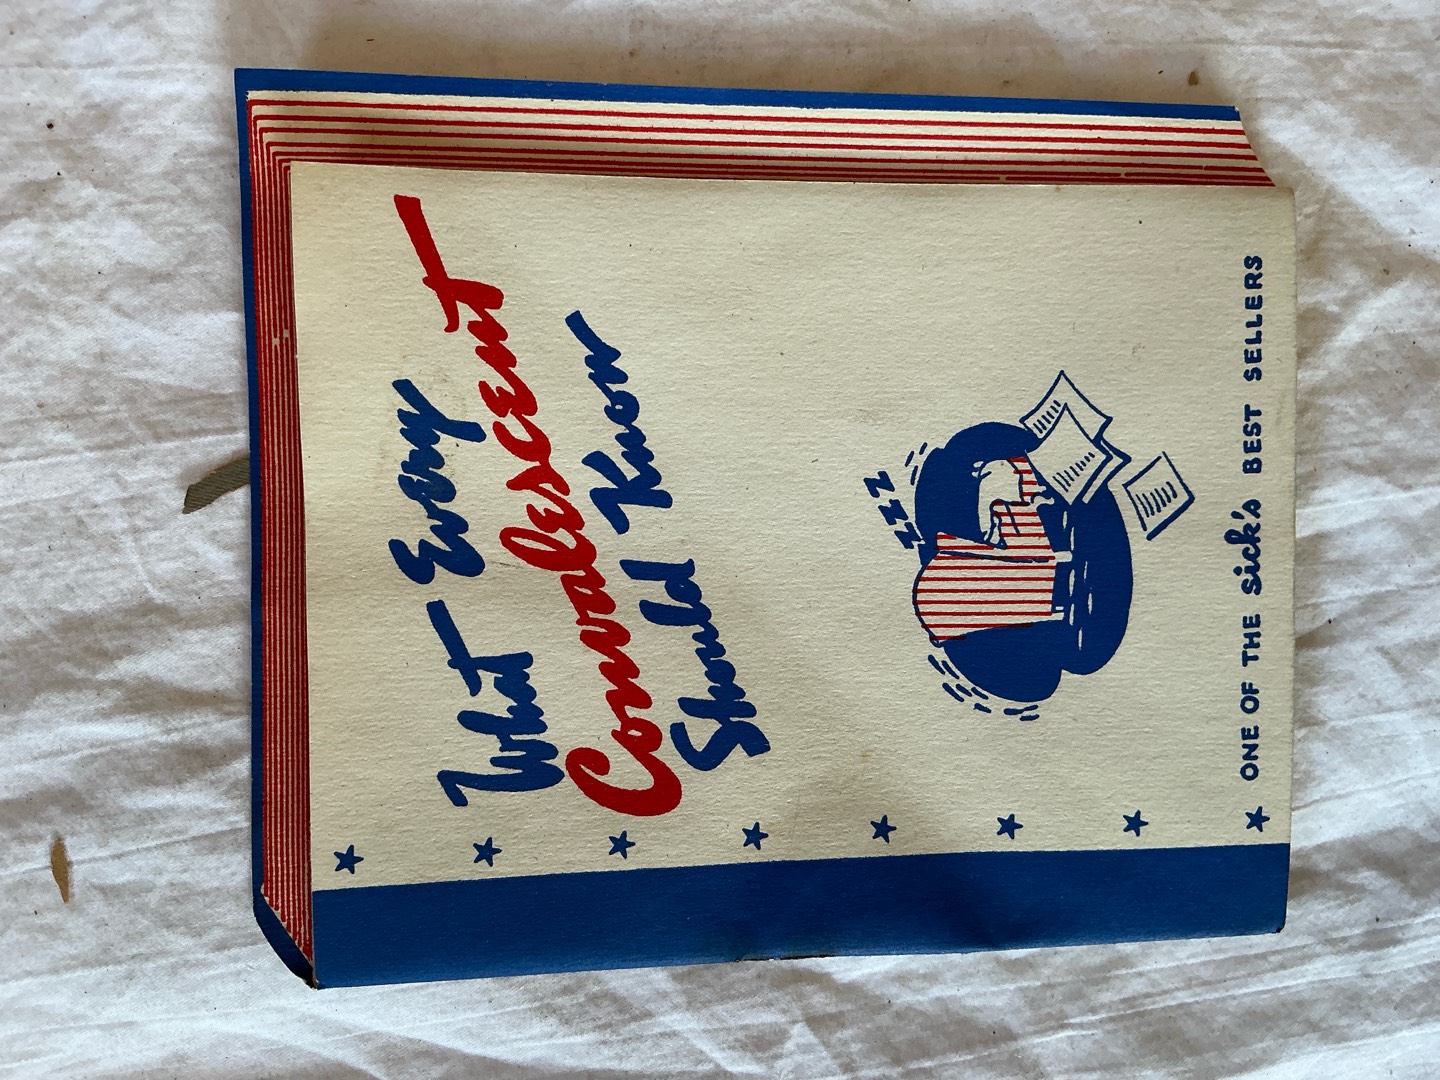 What Every
Convalescent
Should Know
ZZZ
ONE OF THE sick's BEST SELLERS